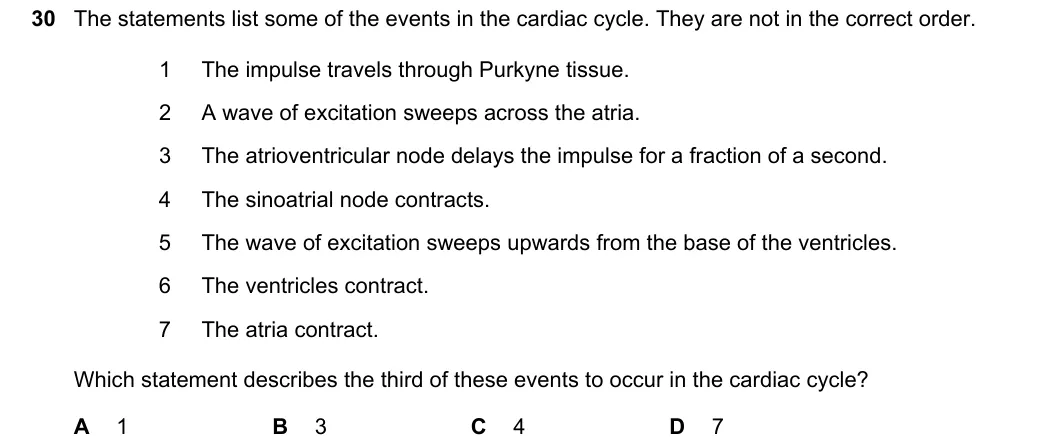 30 The statements list some of the events in the cardiac cycle. They are not in the correct order.
1 The impulse travels through Purkyne tissue.
2 A wave of excitation sweeps across the atria.
3 The atrioventricular node delays the impulse for a fraction of a second.
4 The sinoatrial node contracts.
5 The wave of excitation sweeps upwards from the base of the ventricles.
6 The ventricles contract.
7 The atria contract.
Which statement describes the third of these events to occur in the cardiac cycle?
A 1 B 3 C 4 D 7